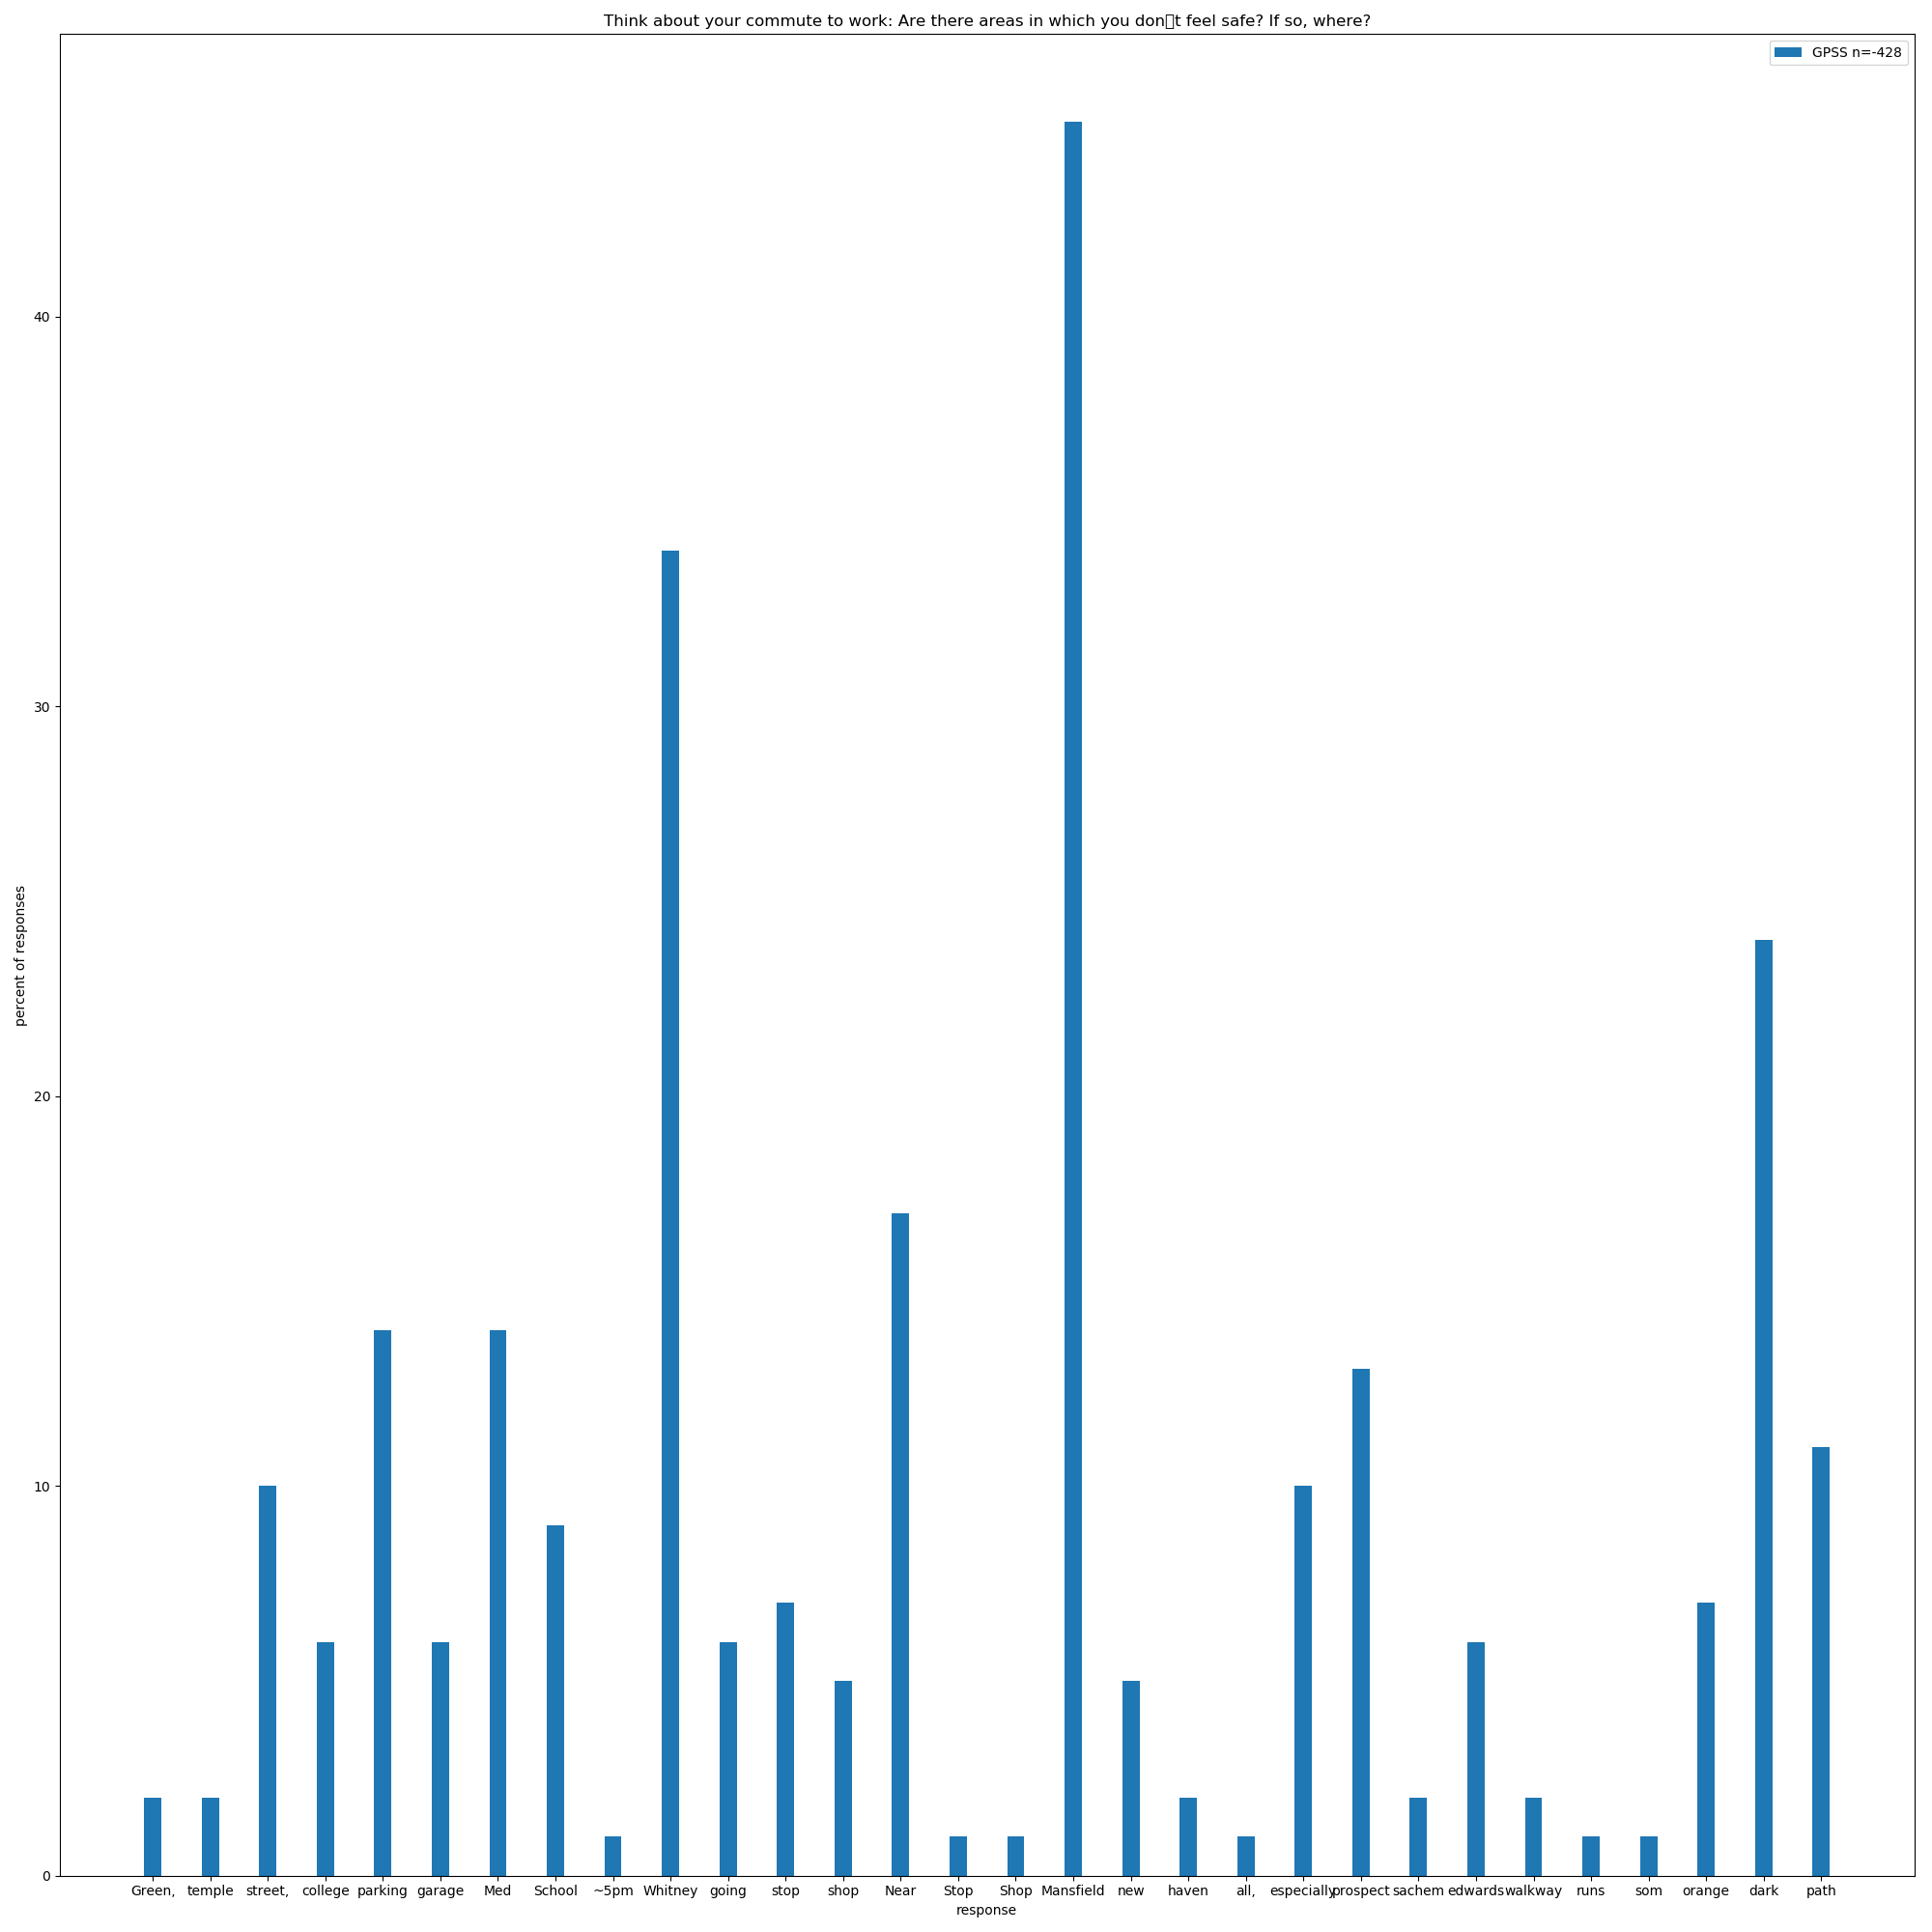 Think about your commute to work: Are there areas in which you don▯t feel safe? If so, where?
GPSS n=-428
40
30
20
10
0
percent of responses
Green, temple street, college parking garage Med School ~5pm Whitney going stop shop Near Stop Shop Mansfield new haven all, especially prospect sachem edwards walkway runs som orange dark path
response